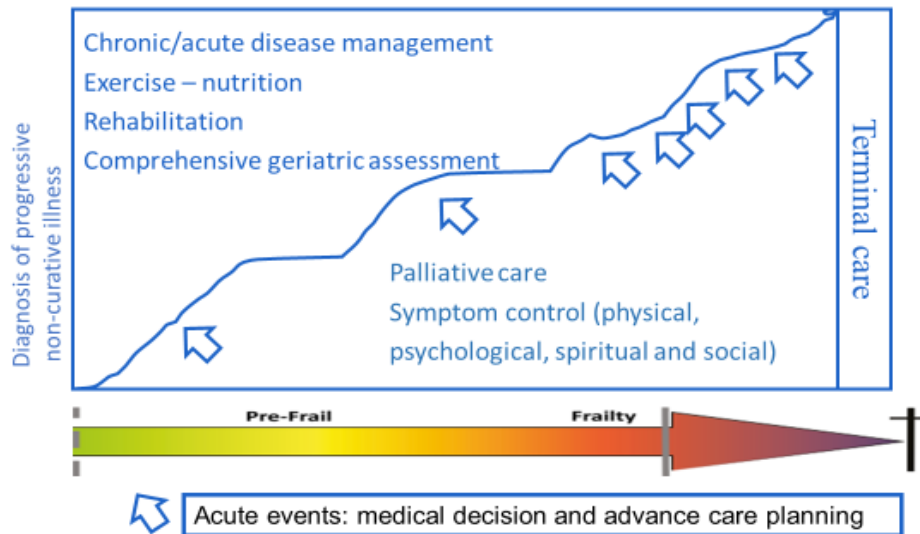 Chronic/acute disease management
Exercise – nutrition
Rehabilitation
Comprehensive geriatric assessment
Diagnosis of progressive
non-curative illness
Palliative care
Symptom control (physical,
psychological, spiritual and social)
Terminal care
Pre-Frail
Frailty
Acute events: medical decision and advance care planning